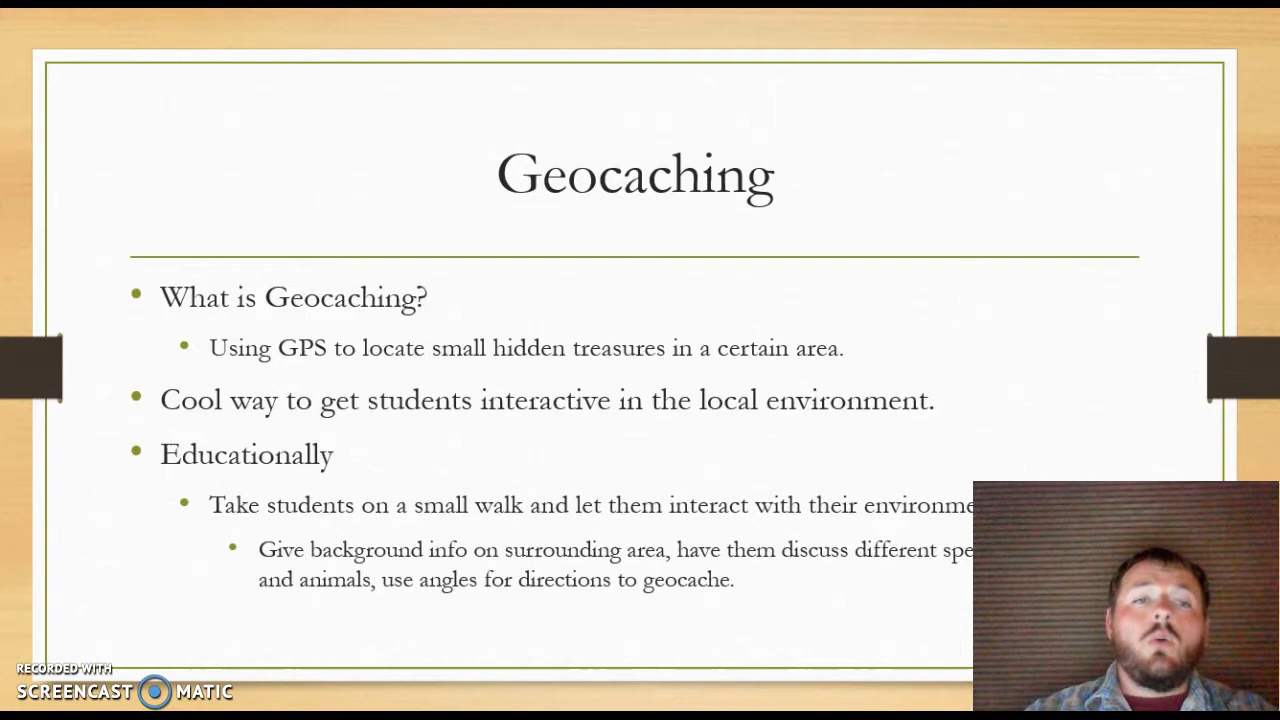 Geocaching
What is Geocaching?
Using GPS to locate small hidden treasures in a certain area.
Cool way to get students interactive in the local environment.
Educationally
Take students on a small walk and let them interact with their
Give background info on surrounding area, have them discuss different
and animals, use angles for directions to geocache.
RECORDED WITH
SCREENCAST MATIC